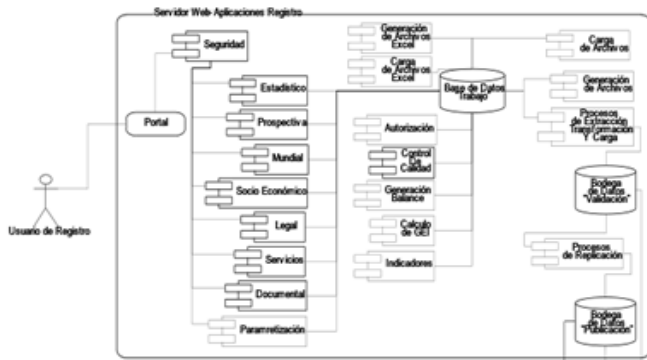 Servidor Web Aplicaciones Registro
Seguridad
Generación
de Archivos
Excel
Carga
de Archivos
Carga
de Archivos
Excel
Base de Datos
Trabajo
Estadístico
Generación
de Archivos
Prospectiva
Procesos
de Extracción
Transformación
Y Carga
Portal
Autorización
Mundial
Control
De
Calidad
Socio Económico
Generación
Balance
Bodega
de Datos
"Validación"
Usuario de Registro
Legal
Calculo
de GEI
Servicios
Indicadores
Procesos
de Replicación
Documental
Paramretización
Bodega
de Datos
"Publicación"